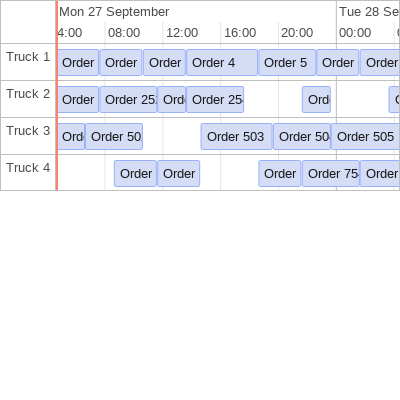 Mon 27 September Tue 28 Se
4:00 08:00 12:00 16:00 20:00 00:00 0
Truck 1 Order Order Order Order 4 Order 5 Order Order
Truck 2 Order Order 25 Ord Order 25 Ord
Truck 3 Ord Order 50 Order 503 Order 50 Order 505
Truck 4 Order Order Order Order 75 Order